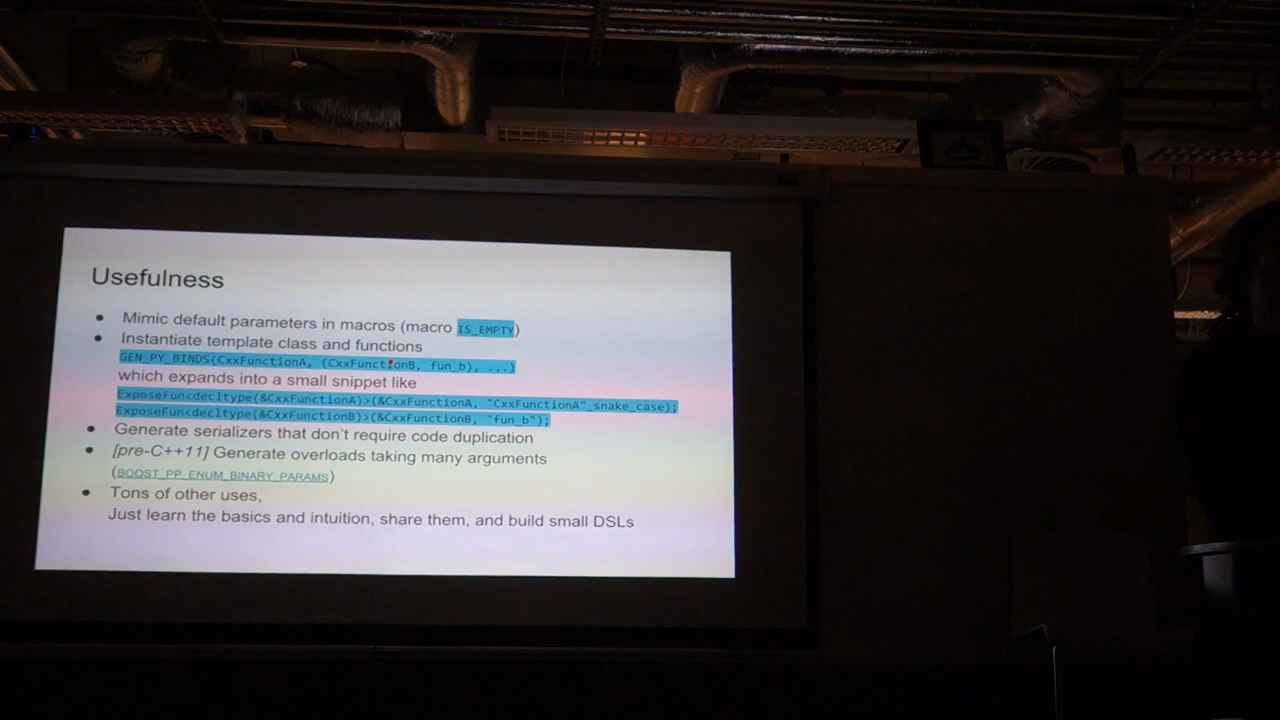 Usefulness
● Mimic default parameters in macros (macro IS_EMPTY)
● Instantiate template class and functions
GEN_PY_BINDS(CxxFunctionA, (CxxFunctionB, fun_b), ...)
which expands into a small snippet like
ExposeFun<decltype(&CxxFunctionA)>(&CxxFunctionA, "CxxFunctionA"_snake_case);
ExposeFun<decltype(&CxxFunctionB)>(&CxxFunctionB, "fun_b");
● Generate serializers that don't require code duplication
● [pre-C++11] Generate overloads taking many arguments
(BOOST_PP_ENUM_BINARY_PARAMS)
● Tons of other uses,
Just learn the basics and intuition, share them, and build small DSLs